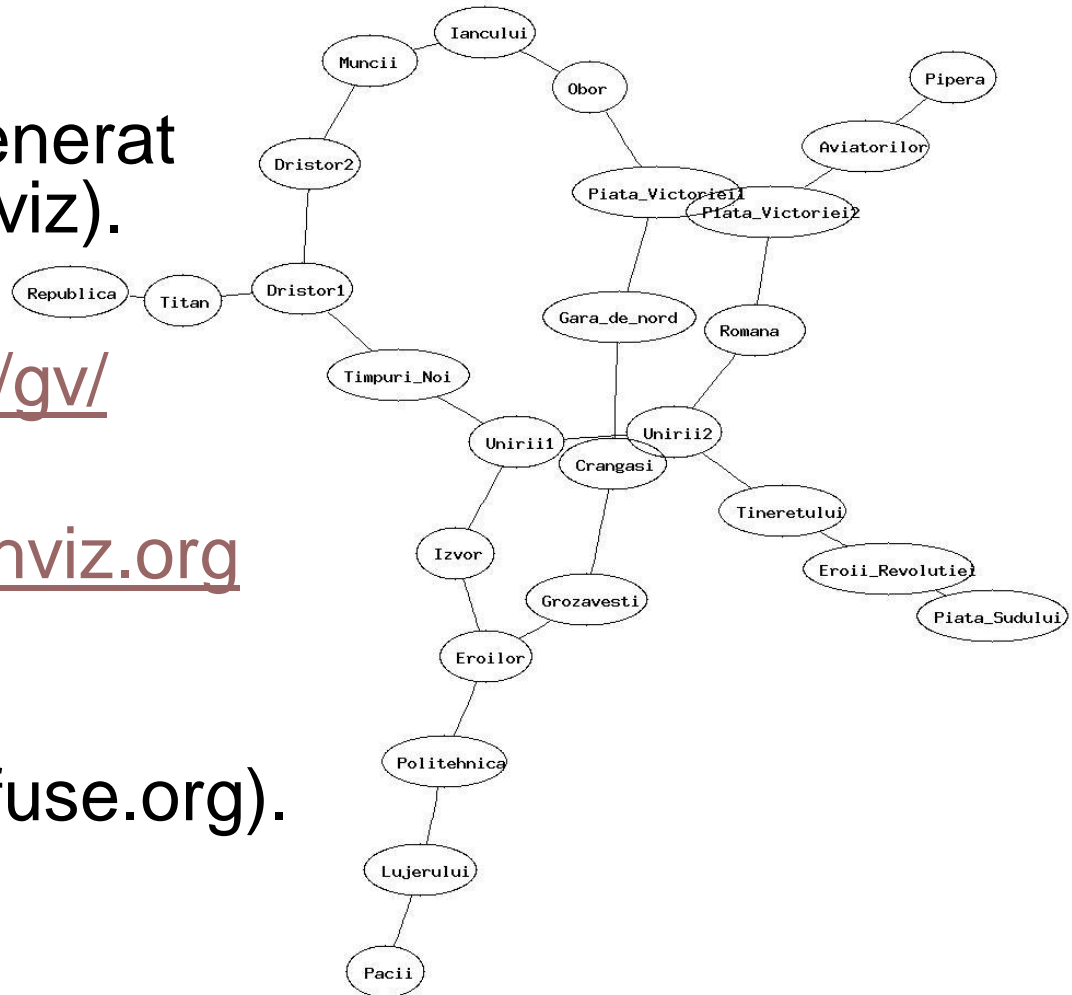 enerat
viz).
/gv/
nviz.org
fuse.org).
Iancului
Muncii
Obor
Pipera
Aviatorilor
Dristor2
Piata_Victoriei1
Piata_Victoriei2
Republica
Titan
Dristor1
Gara_de_nord
Romana
Timpuri_Noi
Unirii1
Unirii2
Crangasi
Tineretului
Izvor
Eroii_Revolutiei
Grozavesti
Piata_Sudului
Eroilor
Politehnica
Lujerului
Pacii